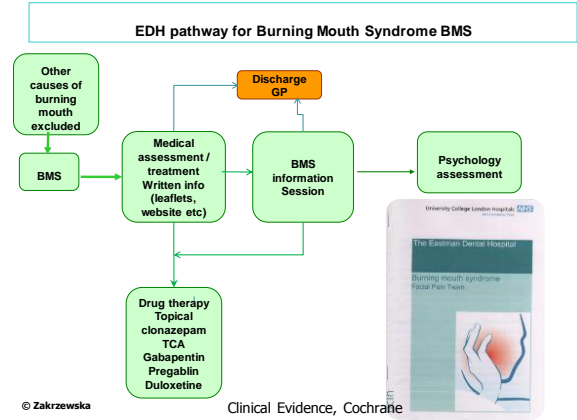 EDH pathway for Burning Mouth Syndrome BMS
Other
causes of
burning
mouth
excluded
Discharge
GP
BMS
Medical
assessment /
treatment
Written info
(leaflets,
website etc)
BMS
information
Session
Psychology
assessment
University College London Hospitals NHS
The Eastman Dental Hospital
Burning mouth syndrome
Facial Pain Team
Drug therapy
Topical
clonazepam
TCA
Gabapentin
Pregablin
Duloxetine
© Zakrzewska
Clinical Evidence, Cochrane